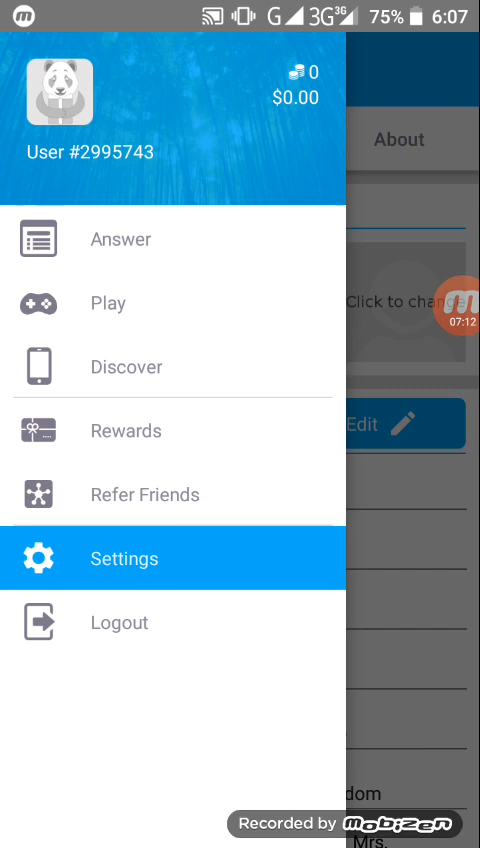 G 3G 3G 75% 6:07
0
$0.00
User #2995743
About
Answer
Play
Click to change
07:12
Discover
Rewards
Edit
Refer Friends
Settings
Logout
dom
Recorded by mobizen
Mrs.